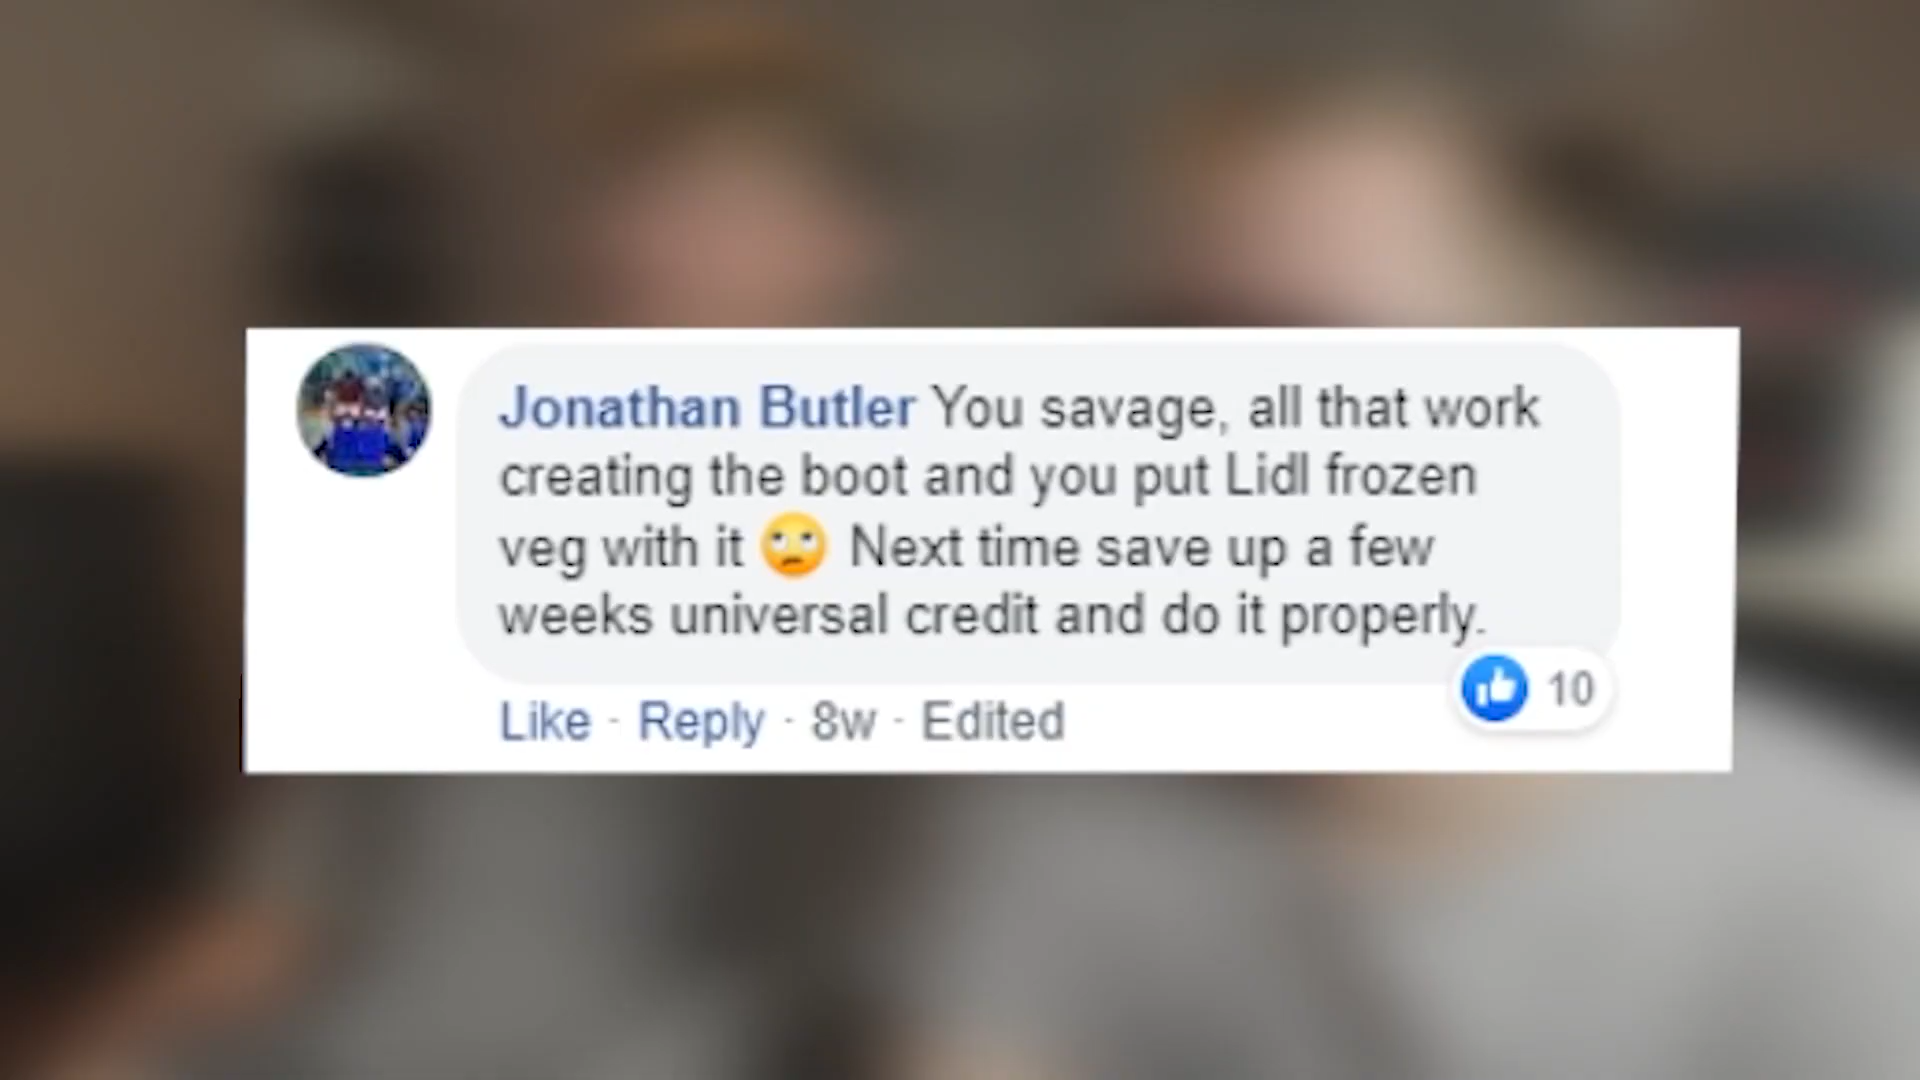 Jonathan Butler You savage, all that work
creating the boot and you put Lidl frozen
veg with it 🙄 Next time save up a few
weeks universal credit and do it properly.
10
Like · Reply · 8w · Edited